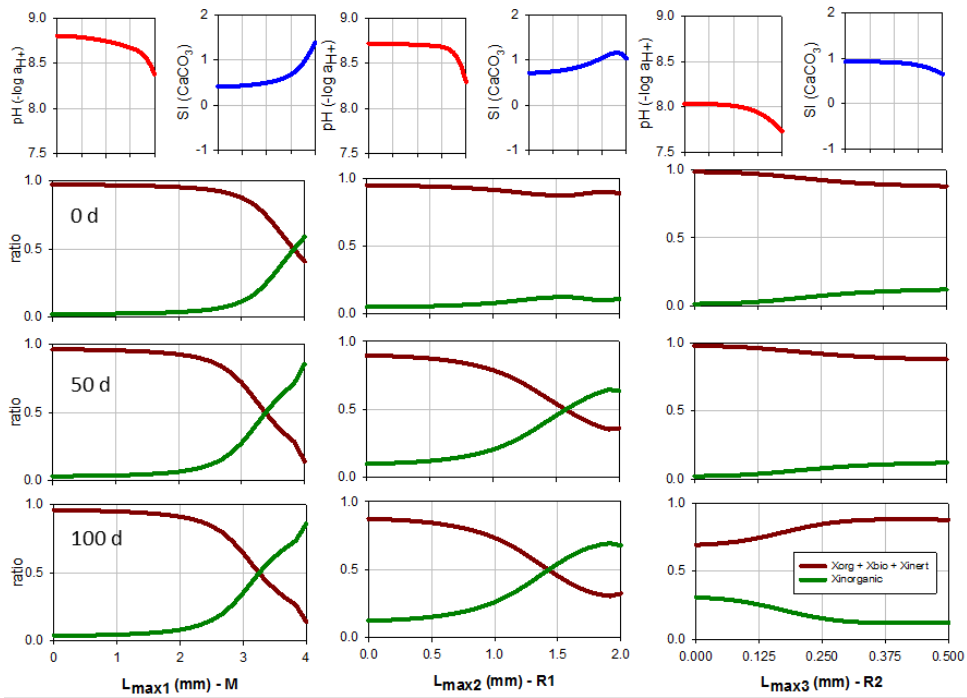 9.0
8.5
8.0
7.5
pH (-log aH+)
2
1
0
-1
SI (CaCO3)
9.0
8.5
8.0
7.5
pH (-log aH+)
2
1
0
-1
SI (CaCO3)
9.0
8.5
8.0
7.5
pH (-log aH+)
2
1
0
-1
SI (CaCO3)
1.0
0.5
0.0
ratio
0 d
1.0
0.5
0.0
1.0
0.5
0.0
1.0
0.5
0.0
ratio
50 d
1.0
0.5
0.0
1.0
0.5
0.0
1.0
0.5
0.0
ratio
100 d
1.0
0.5
0.0
1.0
0.5
0.0
Xorg + Xbio + Xinert
Xinorganic
0 1 2 3 4
0.0 0.5 1.0 1.5 2.0
0.000 0.125 0.250 0.375 0.500
Lmax1 (mm) - M
Lmax2 (mm) - R1
Lmax3 (mm) - R2